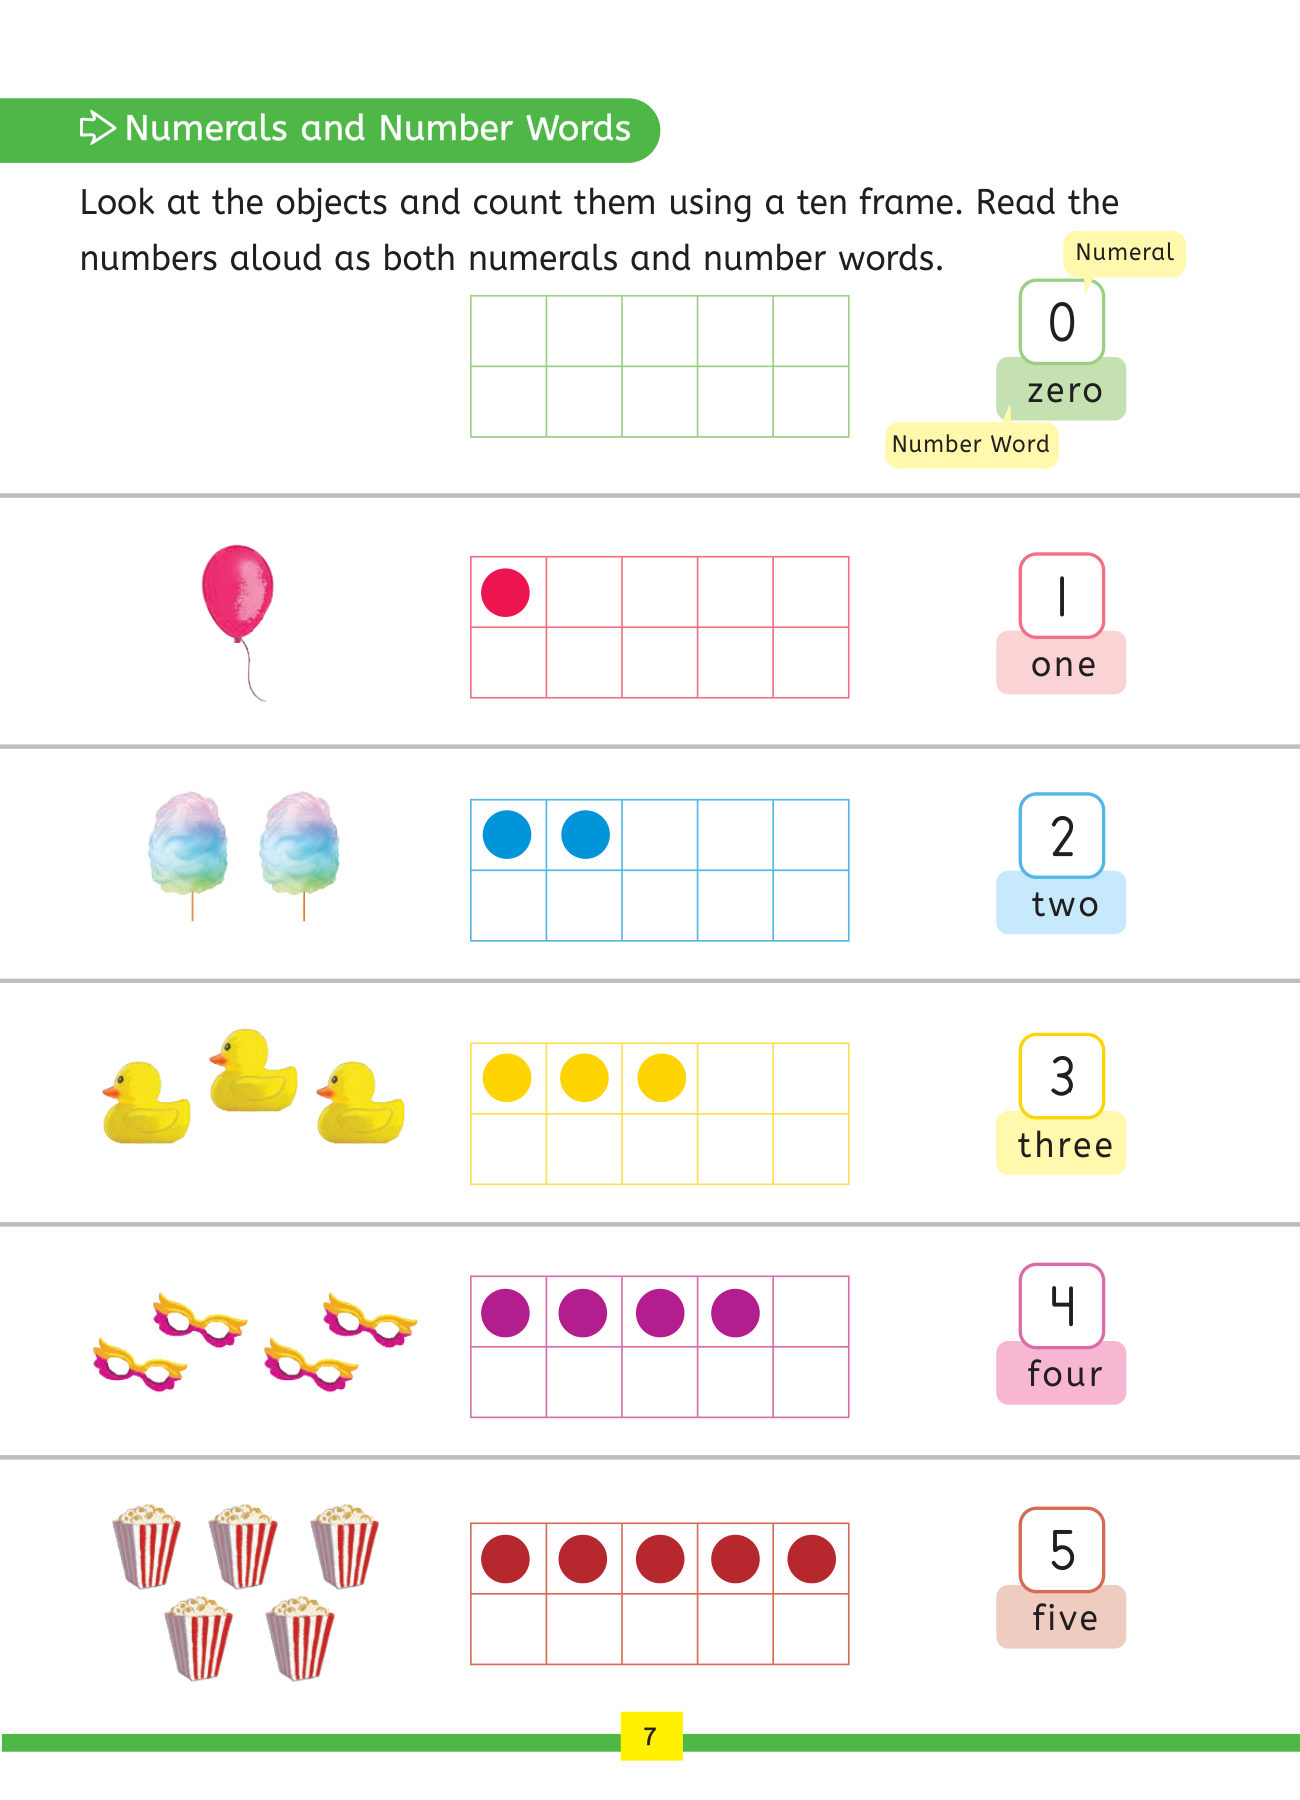 Numerals and Number Words
Look at the objects and count them using a ten frame. Read the
numbers aloud as both numerals and number words.
Numeral
0
zero
Number Word
1
one
2
two
3
three
4
four
5
five
7